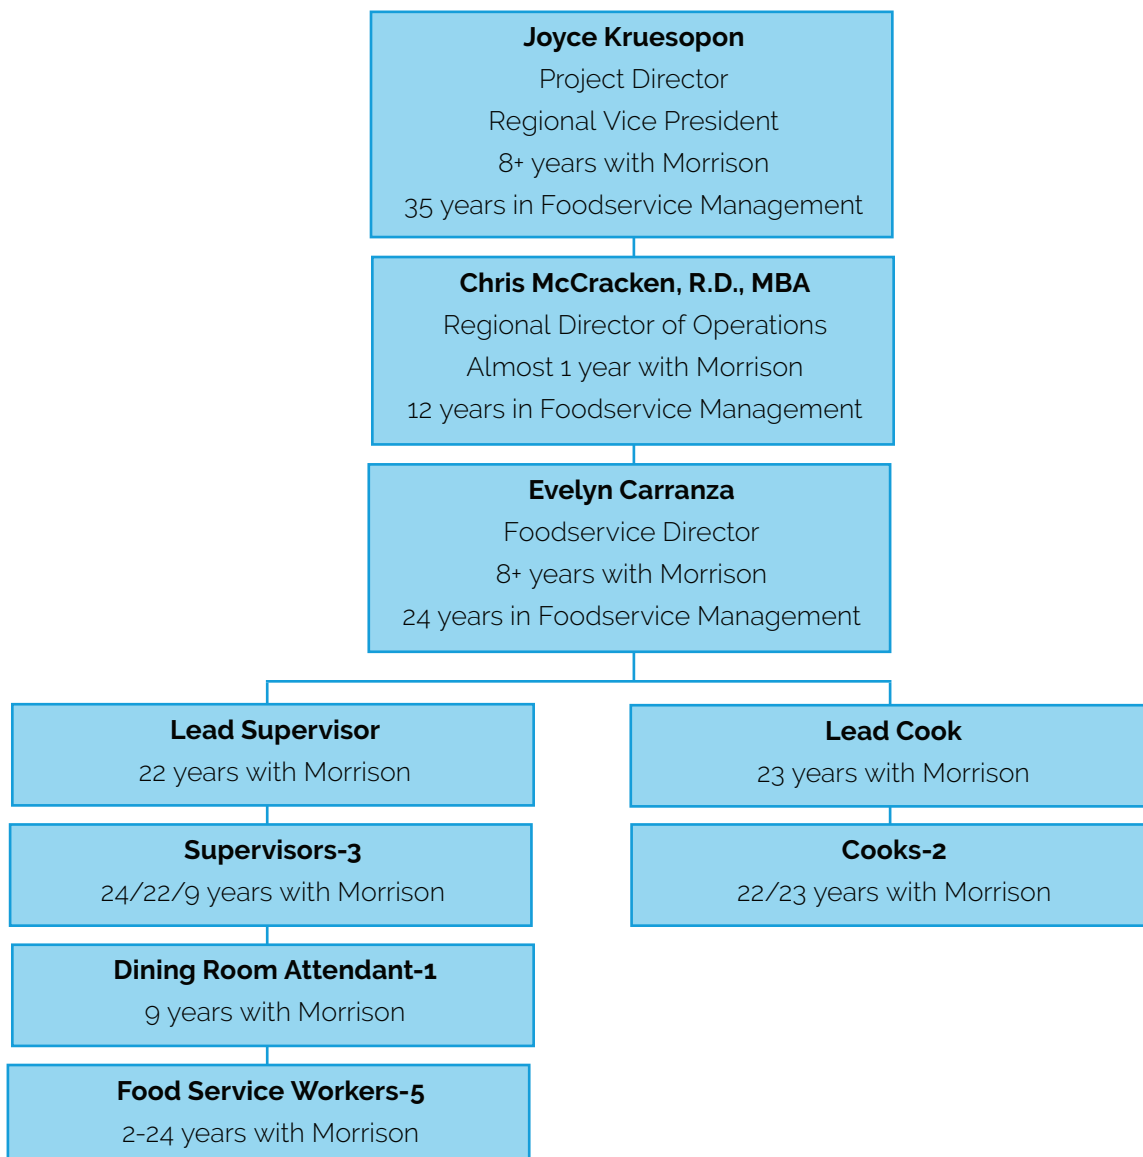 Joyce Kruesopon
Project Director
Regional Vice President
8+ years with Morrison
35 years in Foodservice Management
Chris McCracken, R.D., MBA
Regional Director of Operations
Almost 1 year with Morrison
12 years in Foodservice Management
Evelyn Carranza
Foodservice Director
8+ years with Morrison
24 years in Foodservice Management
Lead Supervisor
22 years with Morrison
Supervisors-3
24/22/9 years with Morrison
Dining Room Attendant-1
9 years with Morrison
Food Service Workers-5
2-24 years with Morrison
Lead Cook
23 years with Morrison
Cooks-2
22/23 years with Morrison